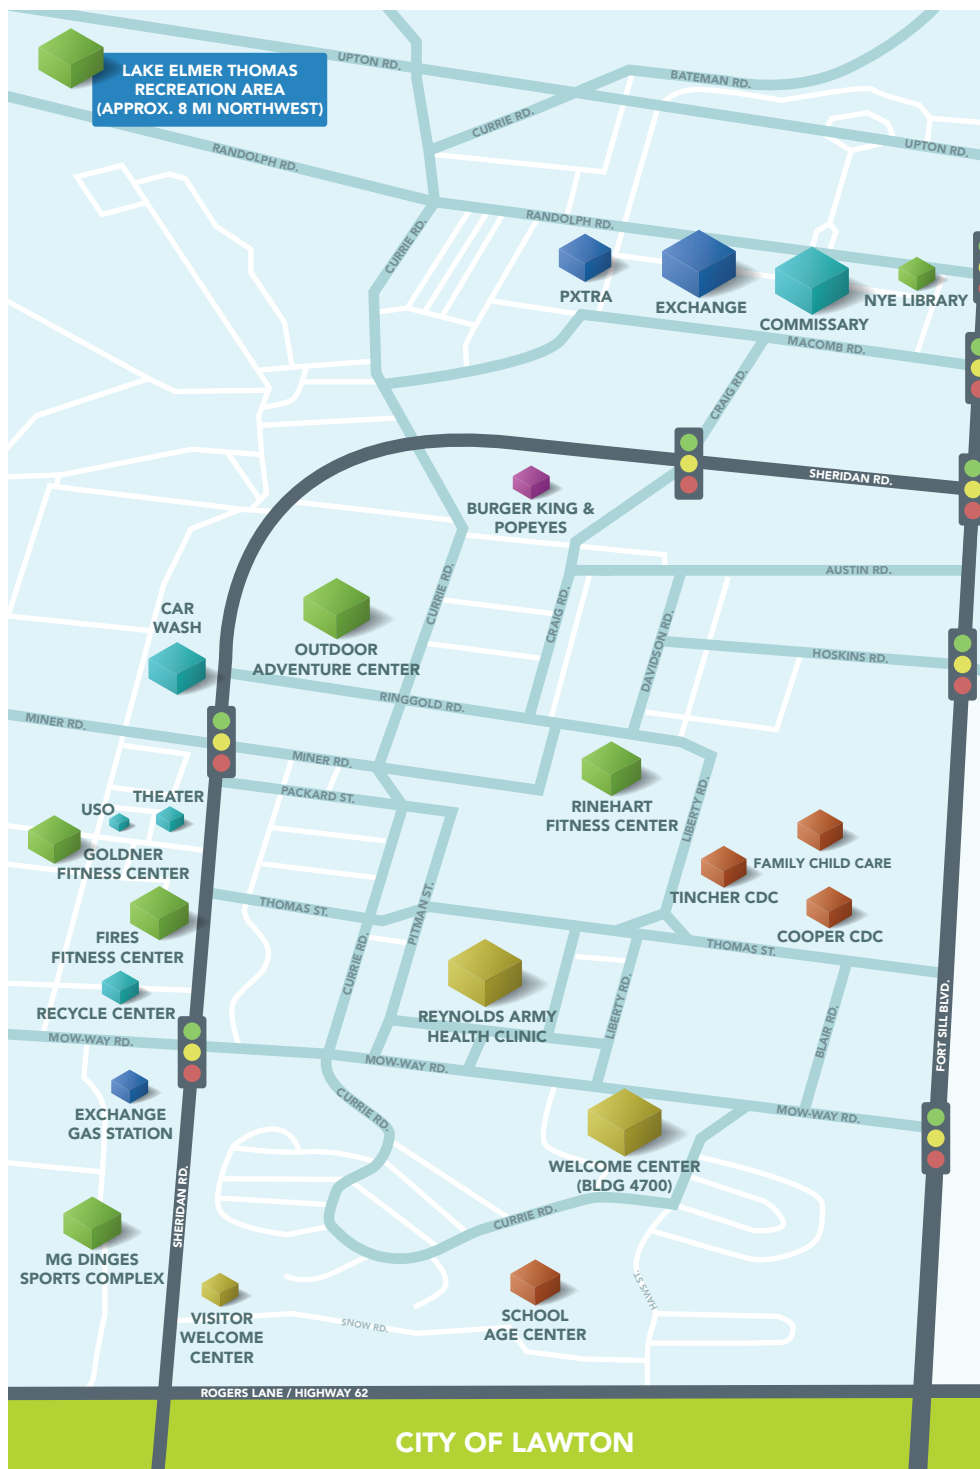 LAKE ELMER THOMAS
RECREATION AREA
(APPROX. 8 MI NORTHWEST)
UPTON RD.
BATEMAN RD.
CURRIE RD.
UPTON RD.
RANDOLPH RD.
RANDOLPH RD.
CURRIE RD.
PXTRA
EXCHANGE
COMMISSARY
NYE LIBRARY
MACOMB RD.
CRAIG RD.
SHERIDAN RD.
BURGER KING &
POPEYES
AUSTIN RD.
CURRIE RD.
CRAIG RD.
CAR
WASH
OUTDOOR
ADVENTURE CENTER
DAVIDSON RD.
HOSKINS RD.
RINGGOLD RD.
MINER RD.
MINER RD.
PACKARD ST.
THEATER
USO
GOLDNER
FITNESS CENTER
RINEHART
FITNESS CENTER
LIBERTY RD.
FAMILY CHILD CARE
TINCHER CDC
COOPER CDC
THOMAS ST.
PITMAN ST.
THOMAS ST.
FIRES
FITNESS CENTER
CURRIE RD.
RECYCLE CENTER
REYNOLDS ARMY
HEALTH CLINIC
LIBERTY RD.
BLAIR RD.
FORT SILL BLVD.
MOW-WAY RD.
MOW-WAY RD.
MOW-WAY RD.
EXCHANGE
GAS STATION
CURRIE RD.
WELCOME CENTER
(BLDG 4700)
SHERIDAN RD.
CURRIE RD.
MG DINGES
SPORTS COMPLEX
HAWS ST.
VISITOR
WELCOME
CENTER
SNOW RD.
SCHOOL
AGE CENTER
ROGERS LANE / HIGHWAY 62
CITY OF LAWTON